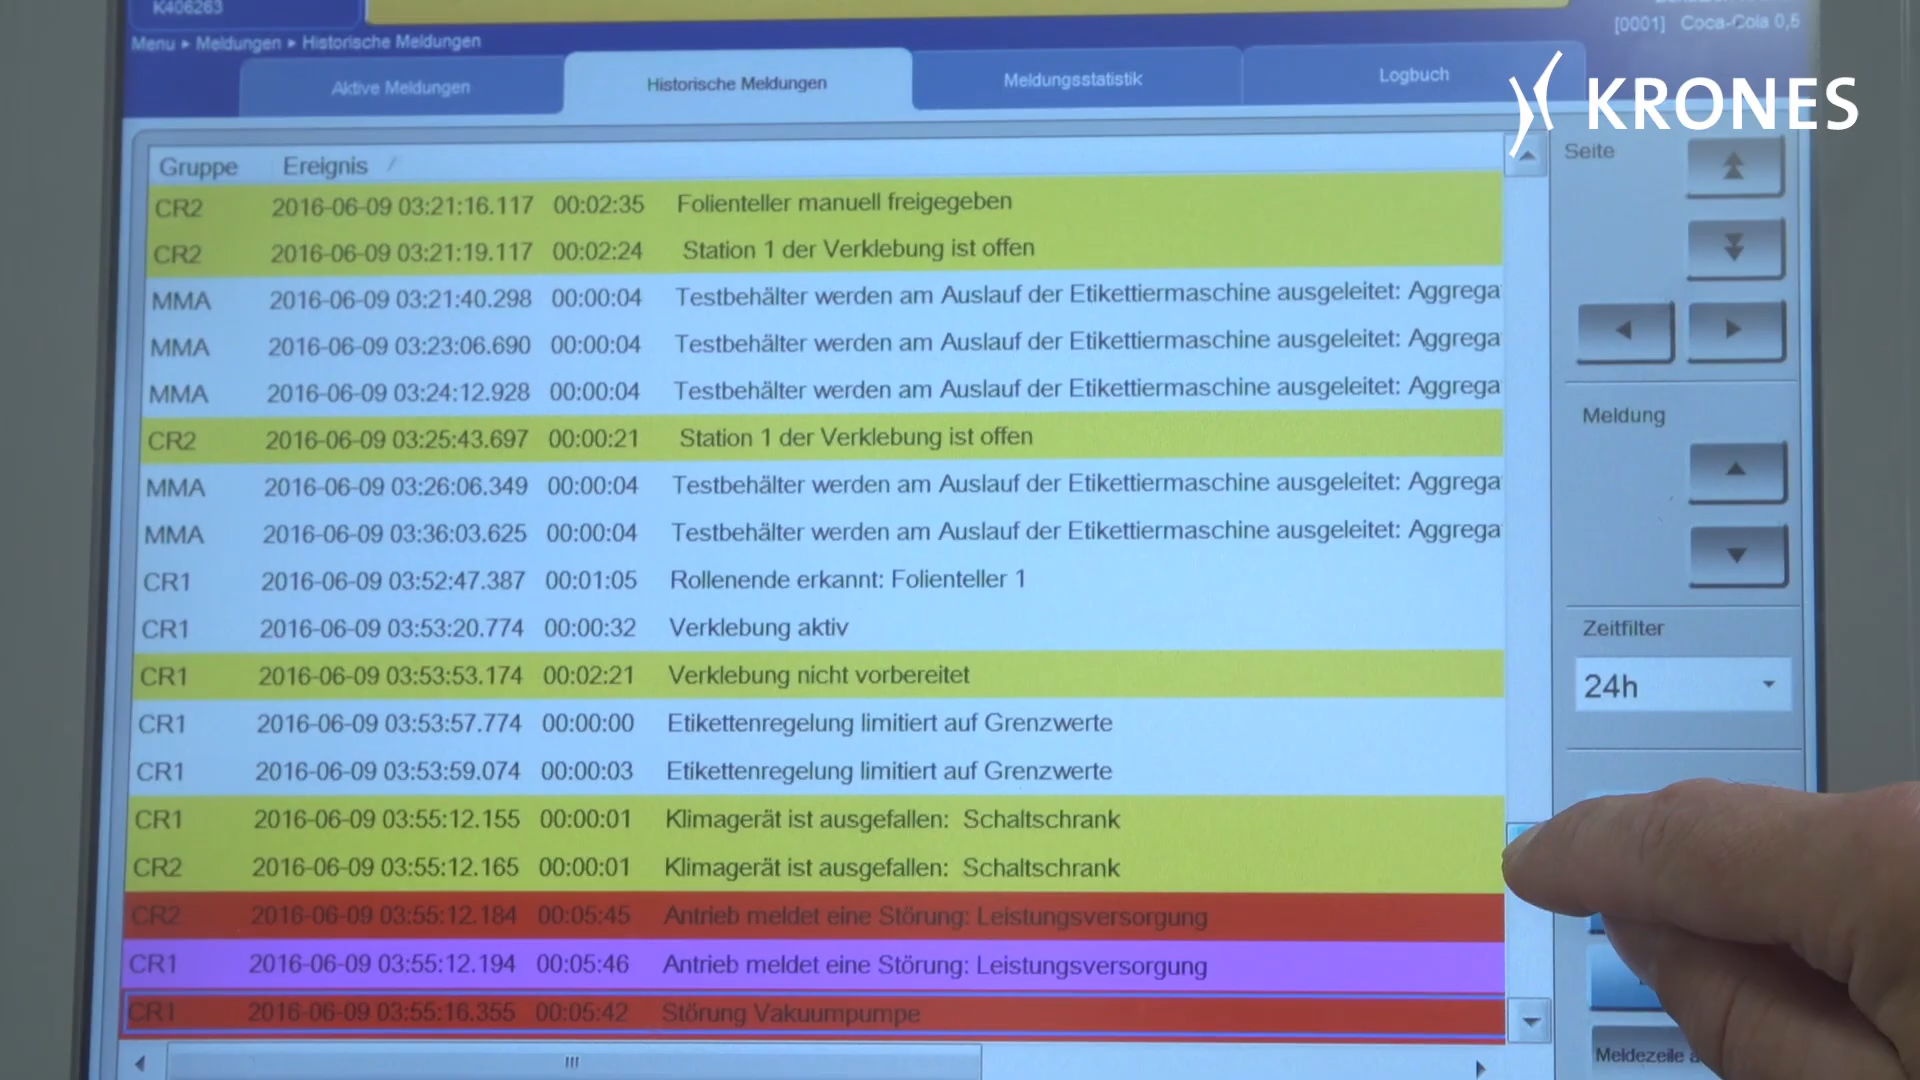 K406263
[0001] Coca-Cola 0,5
Menu ▸ Meldungen ▸ Historische Meldungen
Aktive Meldungen
Historische Meldungen
Meldungsstatistik
Logbuch
KRONES
Gruppe Ereignis
CR2 2016-06-09 03:21:16.117 00:02:35 Folienteller manuell freigegeben
CR2 2016-06-09 03:21:19.117 00:02:24 Station 1 der Verklebung ist offen
MMA 2016-06-09 03:21:40.298 00:00:04 Testbehälter werden am Auslauf der Etikettiermaschine ausgeleitet: Aggrega
MMA 2016-06-09 03:23:06.690 00:00:04 Testbehälter werden am Auslauf der Etikettiermaschine ausgeleitet: Aggrega
MMA 2016-06-09 03:24:12.928 00:00:04 Testbehälter werden am Auslauf der Etikettiermaschine ausgeleitet: Aggrega
CR2 2016-06-09 03:25:43.697 00:00:21 Station 1 der Verklebung ist offen
MMA 2016-06-09 03:26:06.349 00:00:04 Testbehälter werden am Auslauf der Etikettiermaschine ausgeleitet: Aggrega
MMA 2016-06-09 03:36:03.625 00:00:04 Testbehälter werden am Auslauf der Etikettiermaschine ausgeleitet: Aggrega
CR1 2016-06-09 03:52:47.387 00:01:05 Rollenende erkannt: Folienteller 1
CR1 2016-06-09 03:53:20.774 00:00:32 Verklebung aktiv
CR1 2016-06-09 03:53:53.174 00:02:21 Verklebung nicht vorbereitet
CR1 2016-06-09 03:53:57.774 00:00:00 Etikettenregelung limitiert auf Grenzwerte
CR1 2016-06-09 03:53:59.074 00:00:03 Etikettenregelung limitiert auf Grenzwerte
CR1 2016-06-09 03:55:12.155 00:00:01 Klimagerät ist ausgefallen: Schaltschrank
CR2 2016-06-09 03:55:12.165 00:00:01 Klimagerät ist ausgefallen: Schaltschrank
CR2 2016-06-09 03:55:12.184 00:05:45 Antrieb meldet eine Störung: Leistungsversorgung
CR1 2016-06-09 03:55:12.194 00:05:46 Antrieb meldet eine Störung: Leistungsversorgung
CR1 2016-06-09 03:55:16.355 00:05:42 Störung Vakuumpumpe
Seite
Meldung
Zeitfilter
24h
Meldezeile